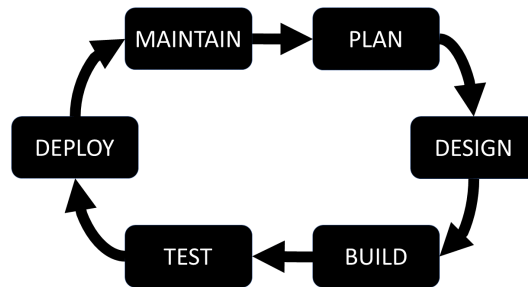 MAINTAIN
PLAN
DEPLOY
DESIGN
TEST
BUILD